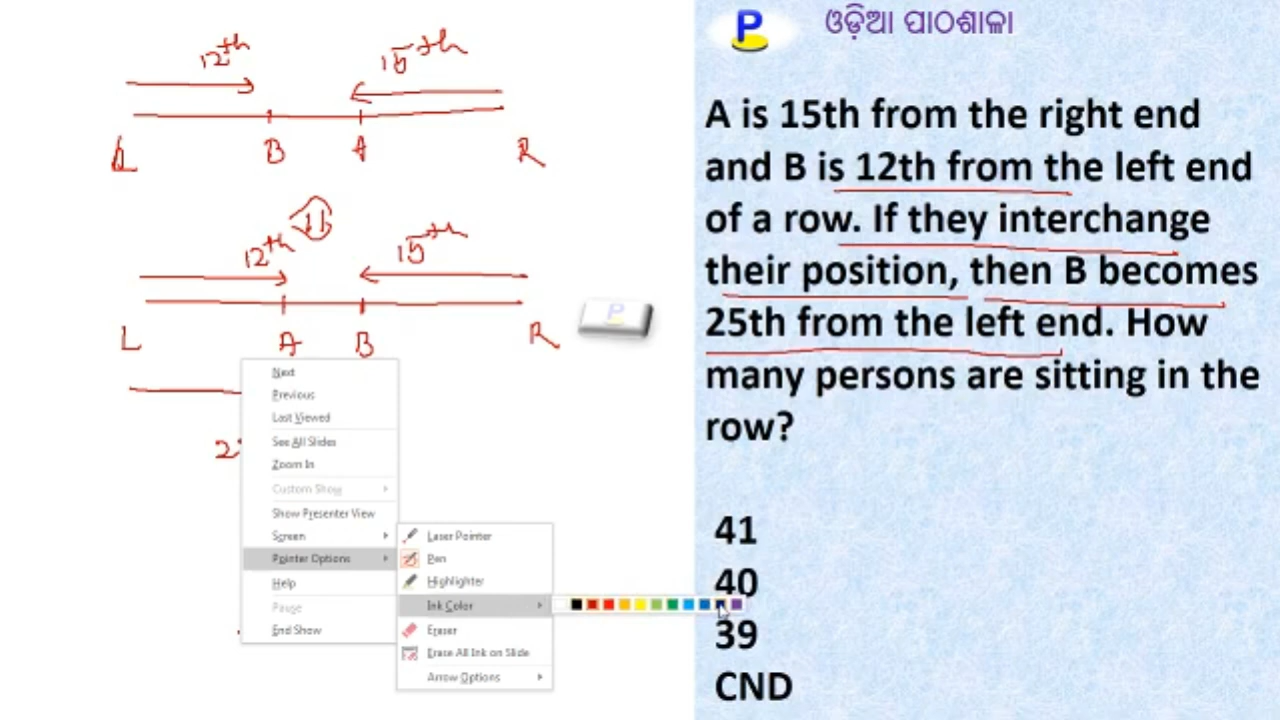 12th 15th
L B A R
12th 15th
L A B R
P
Next
Previous
Last Viewed
See All Slides
Zoom In
Custom Show
Show Presenter View
Screen
Pointer Options
Help
Pause
End Show
Laser Pointer
Pen
Highlighter
Ink Color
Eraser
Erase All Ink on Slide
Arrow Options
P ଓଡ଼ିଆ ପାଠଶାଳା
A is 15th from the right end
and B is 12th from the left end
of a row. If they interchange
their position, then B becomes
25th from the left end. How
many persons are sitting in the
row?
41
40
39
CND